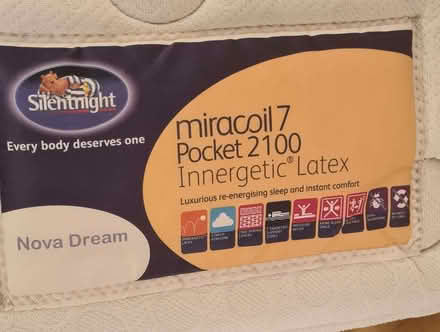 Silentnight
Every body deserves one
Nova Dream
miracoil 7
Pocket 2100
Innergetic® Latex
Luxurious re-energising sleep and instant comfort